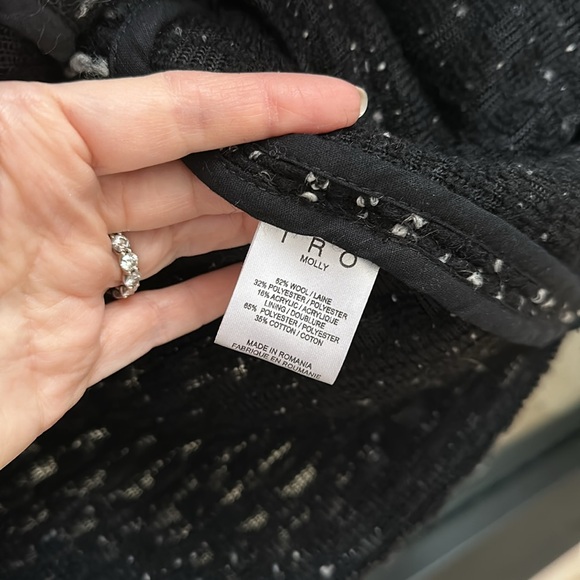 IRO
MOLLY
52% WOOL / LAINE
32% POLYESTER / POLYESTER
16% ACRYLIC / ACRYLIQUE
LINING / DOUBLURE
65% POLYESTER / POLYESTER
35% COTTON / COTON
MADE IN ROMANIA
FABRIQUE EN ROUMANIE